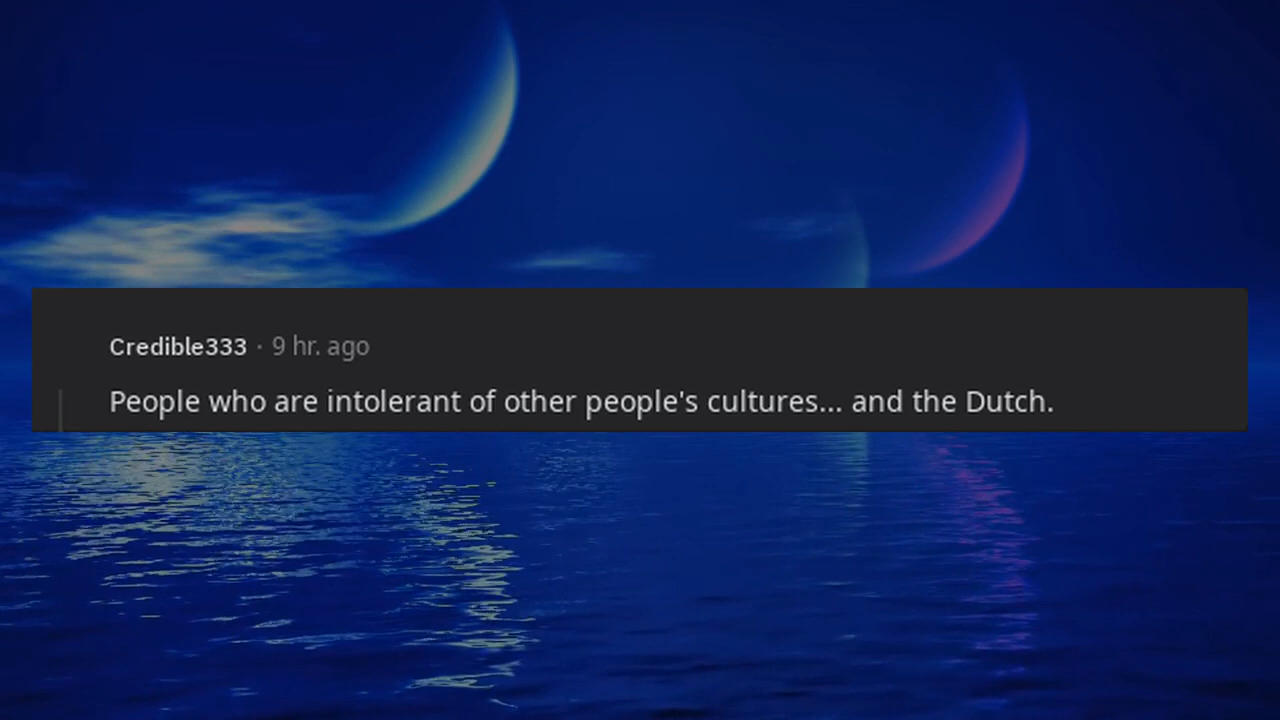 Credible333 · 9 hr. ago
People who are intolerant of other people's cultures... and the Dutch.